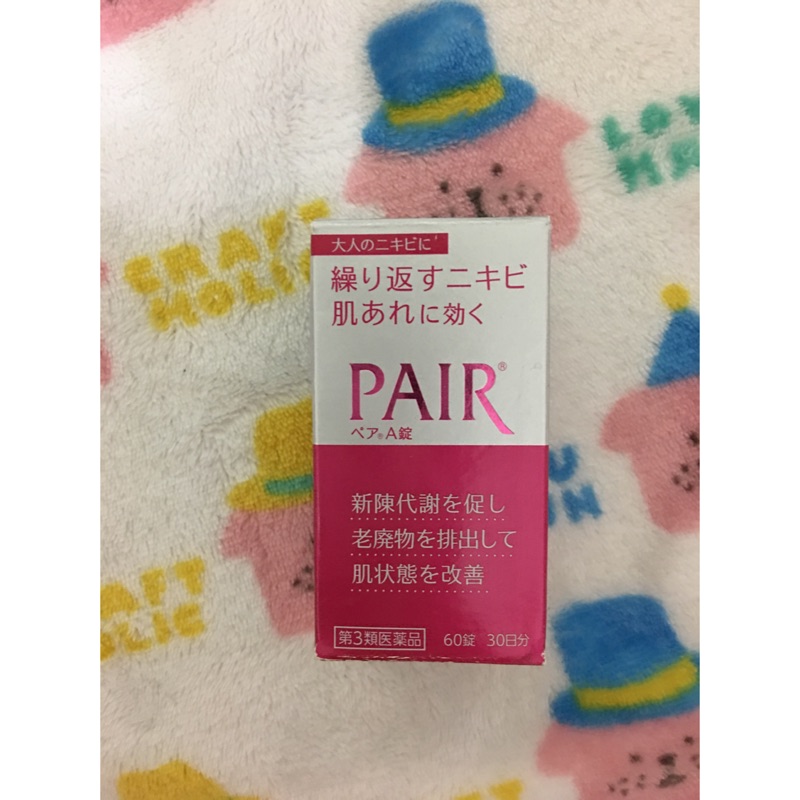 大人のニキビに
繰り返すニキビ
肌あれに効く
PAIR®
ペア®A錠
新陳代謝を促し
老廃物を排出して
肌状態を改善
第3類医薬品 60錠 30日分
CRAFT
HOLIC